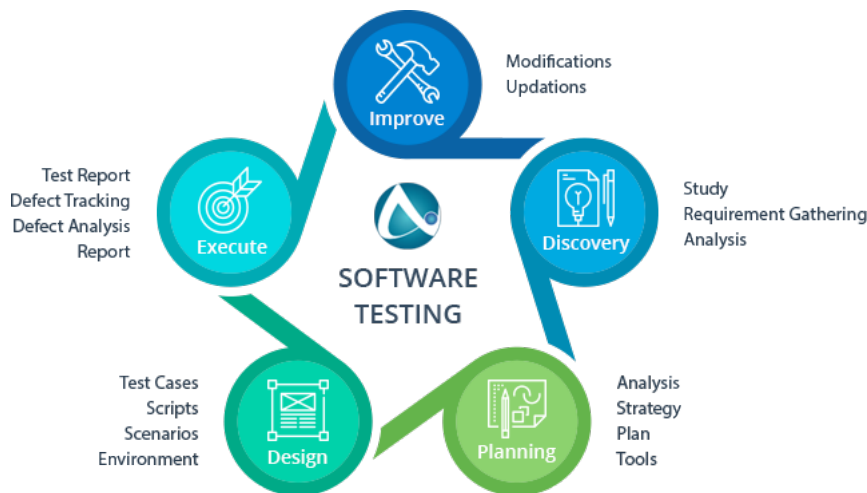 Improve
Modifications
Updations
Discovery
Study
Requirement Gathering
Analysis
Planning
Analysis
Strategy
Plan
Tools
Design
Test Cases
Scripts
Scenarios
Environment
Execute
Test Report
Defect Tracking
Defect Analysis
Report
SOFTWARE
TESTING